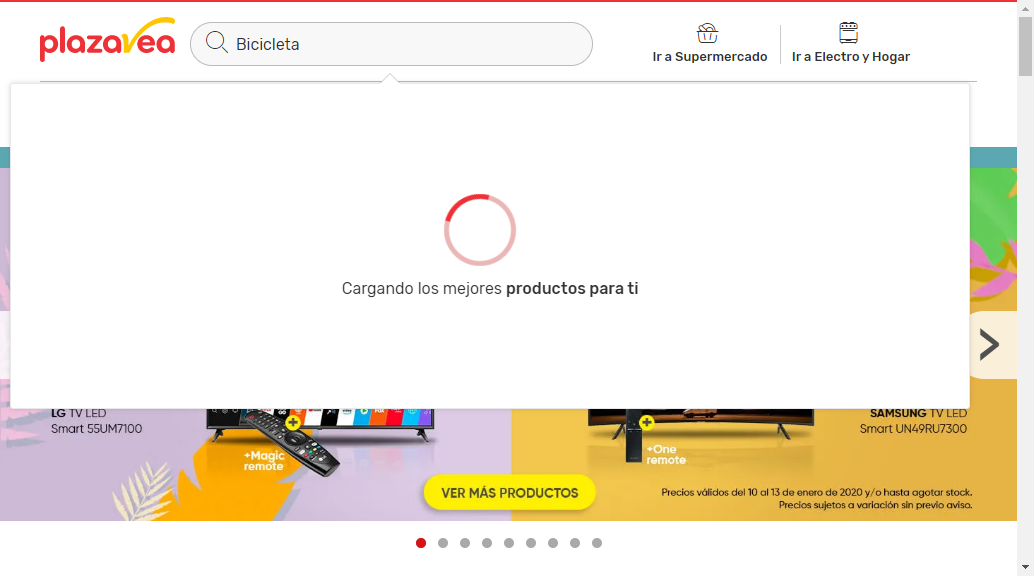 plazavea
Bicicleta
Ir a Supermercado
Ir a Electro y Hogar
Cargando los mejores productos para ti
LG TV LED
Smart 55UM7100
+Magic
remote
SAMSUNG TV LED
Smart UN49RU7300
+One
remote
VER MÁS PRODUCTOS
Precios válidos del 10 al 13 de enero de 2020 y/o hasta agotar stock.
Precios sujetos a variación sin previo aviso.